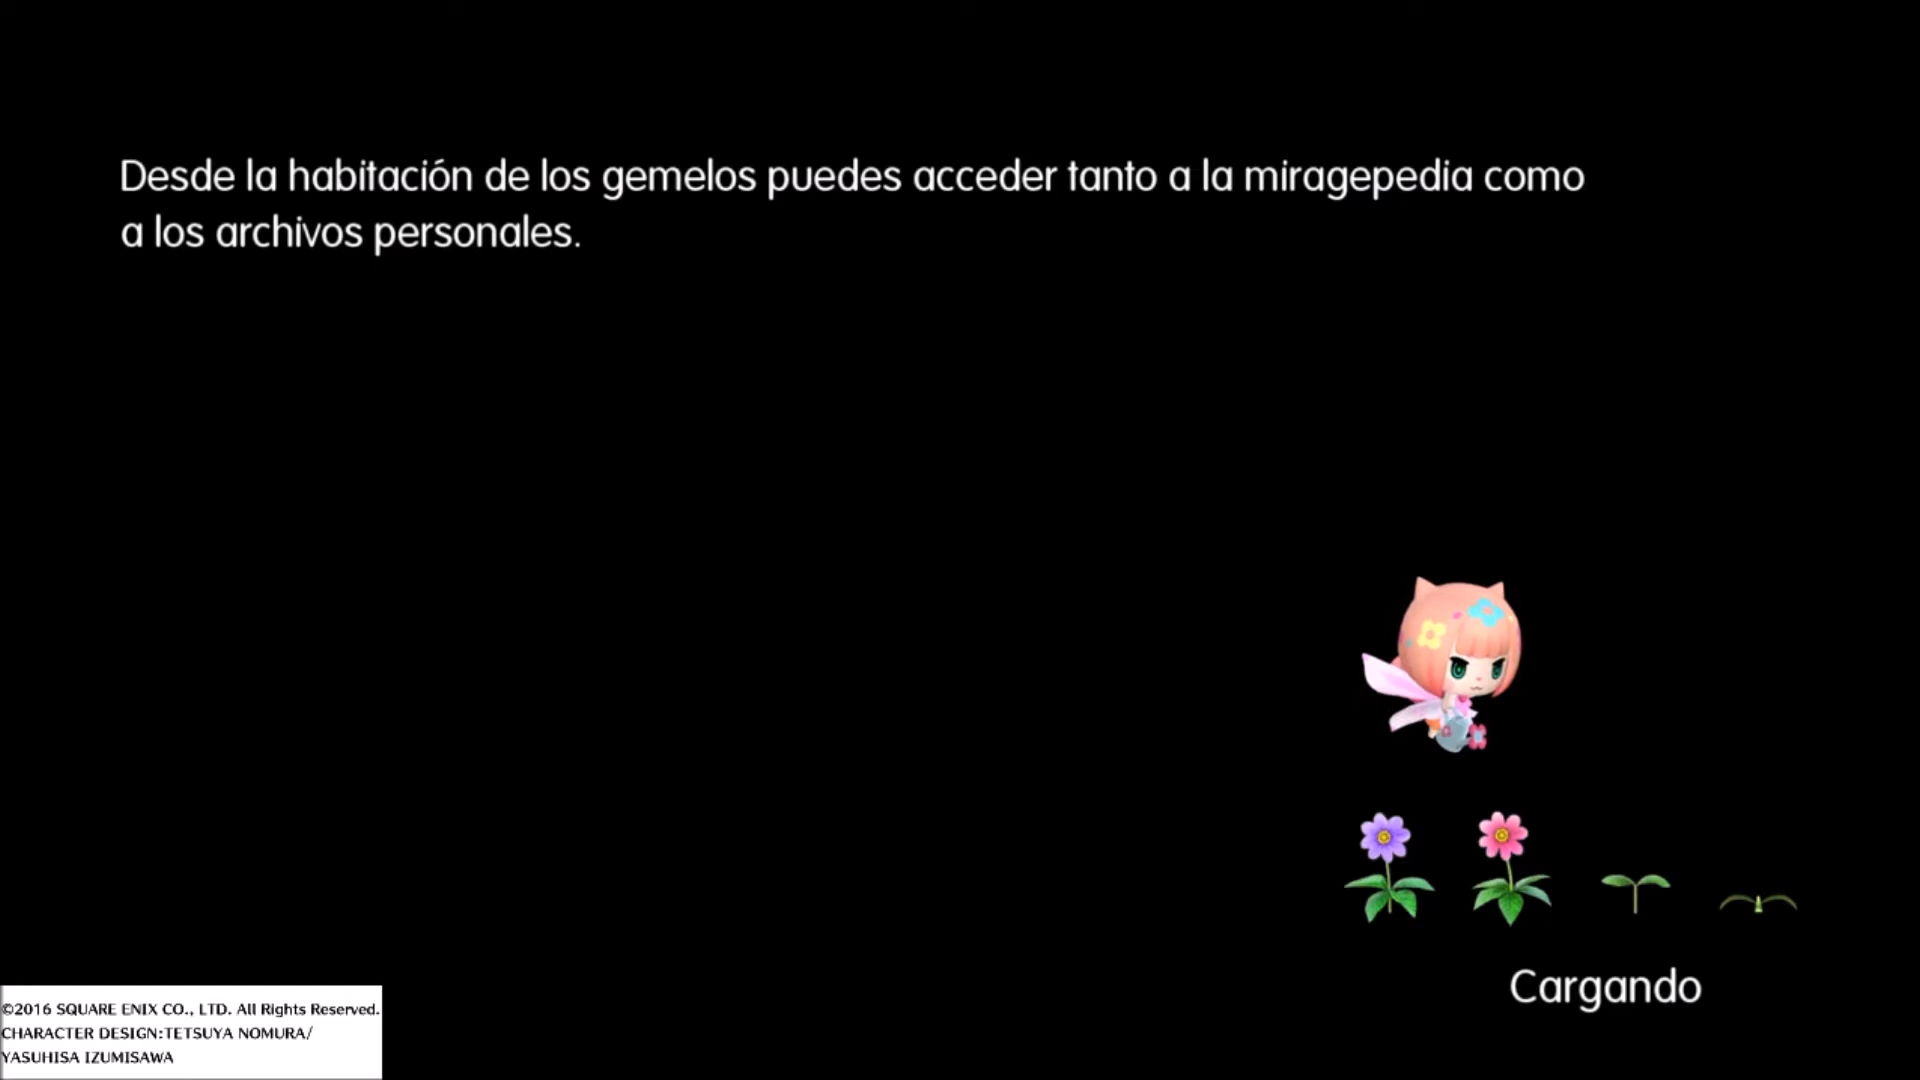 Desde la habitación de los gemelos puedes acceder tanto a la miragepedia como
a los archivos personales.
Cargando
©2016 SQUARE ENIX CO., LTD. All Rights Reserved.
CHARACTER DESIGN:TETSUYA NOMURA/
YASUHISA IZUMISAWA